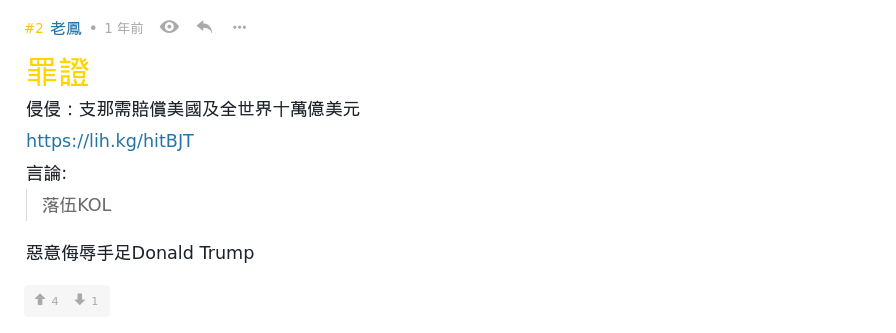 #2 老鳳 • 1 年前
罪證
侵侵：支那需賠償美國及全世界十萬億美元
https://lih.kg/hitBJT
言論:
落伍KOL
惡意侮辱手足Donald Trump
4 1